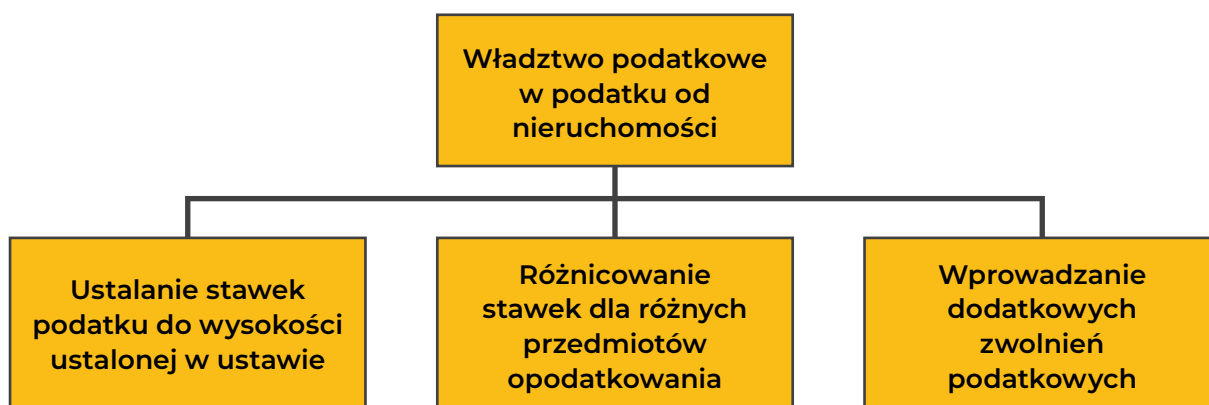 Władztwo podatkowe
w podatku od
nieruchomości
Ustalanie stawek
podatku do wysokości
ustalonej w ustawie
Różnicowanie
stawek dla różnych
przedmiotów
opodatkowania
Wprowadzanie
dodatkowych
zwolnień
podatkowych